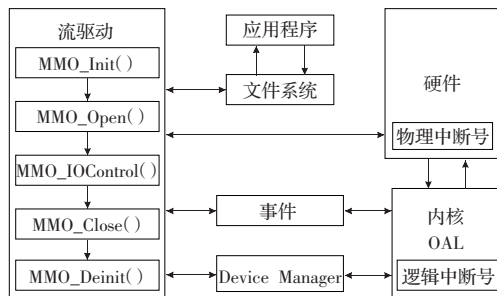 流驱动
MMO_Init( )
MMO_Open( )
MMO_IOControl( )
MMO_Close( )
MMO_Deinit( )
应用程序
文件系统
事件
Device Manager
硬件
物理中断号
内核
OAL
逻辑中断号